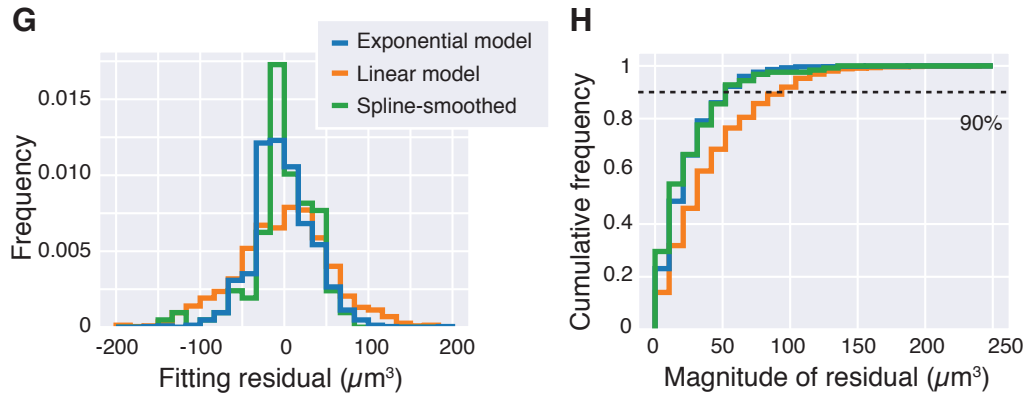 G
Exponential model
Linear model
Spline-smoothed
Frequency
0.015
0.010
0.005
0
-200
-100
0
100
200
Fitting residual (μm³)
H
Cumulative frequency
1
0.8
0.6
0.4
0.2
0
90%
0
50
100
150
200
250
Magnitude of residual (μm³)